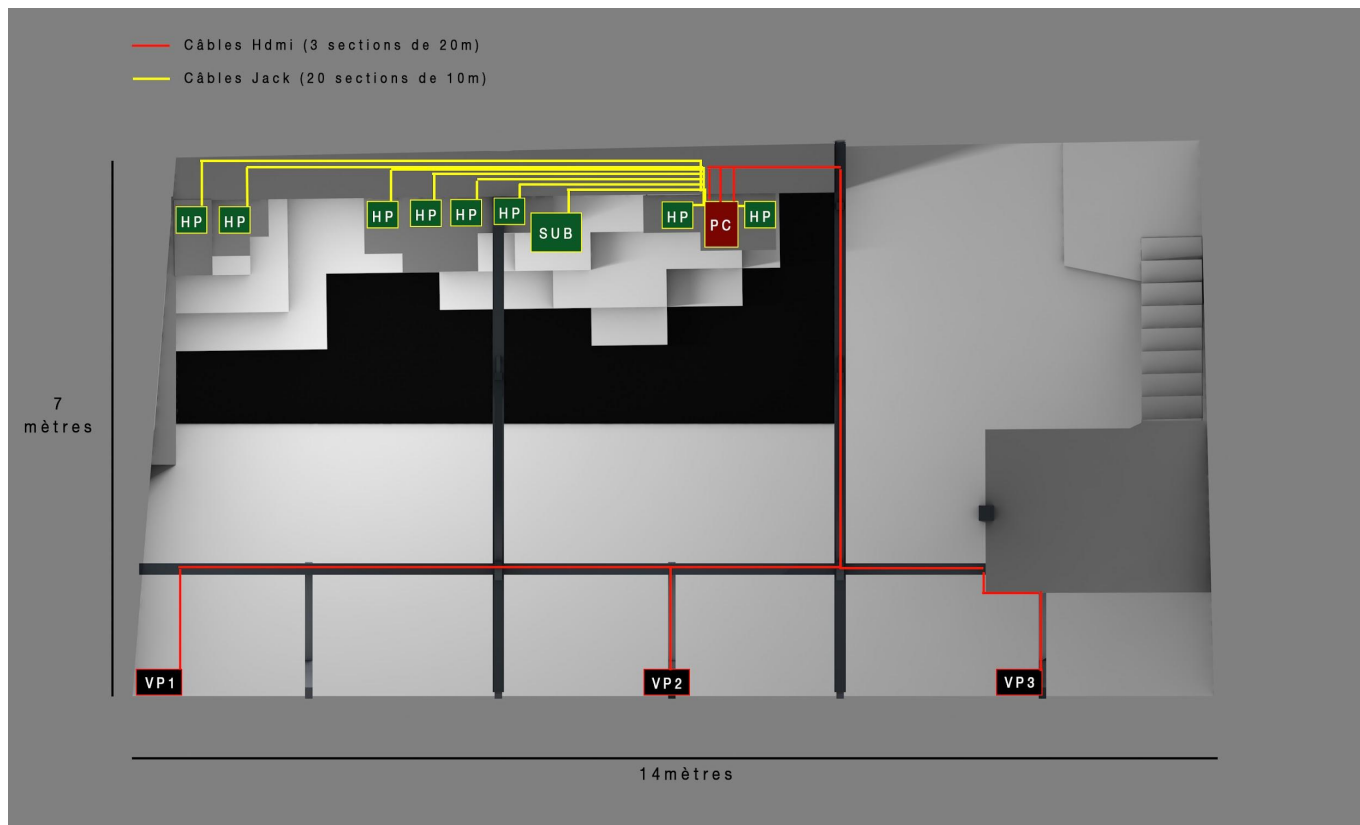 Câbles Hdmi (3 sections de 20m)
Câbles Jack (20 sections de 10m)
HP
HP
HP
HP
HP
HP
SUB
HP
PC
HP
7
mètres
VP1
VP2
VP3
14mètres